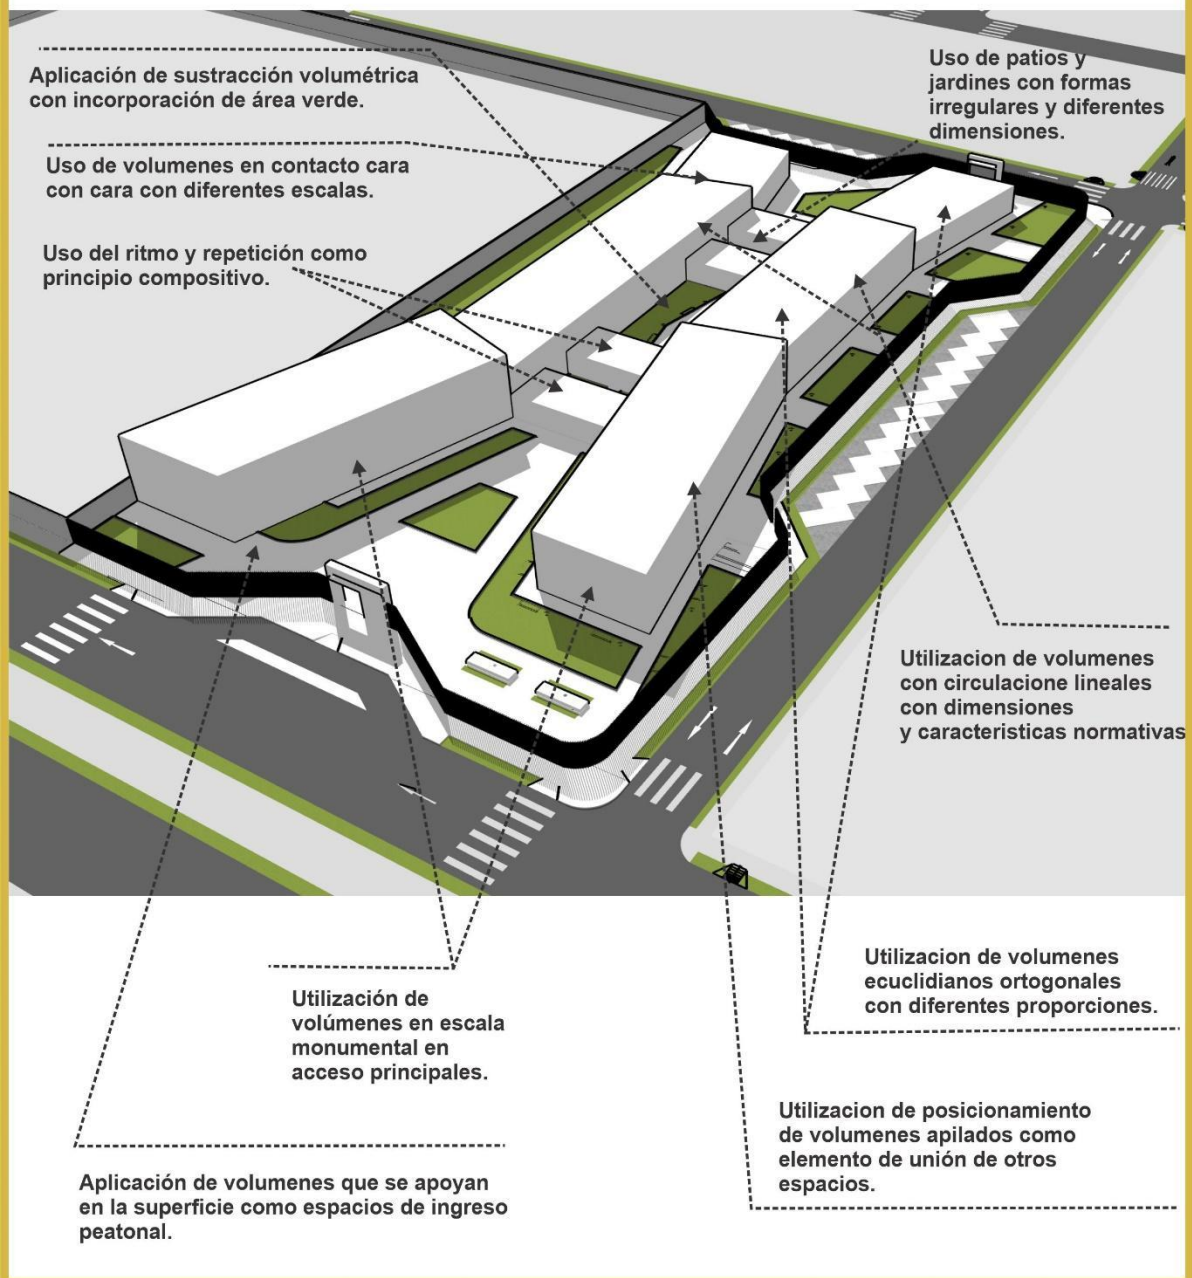 Aplicación de sustracción volumétrica
con incorporación de área verde.
Uso de patios y
jardines con formas
irregulares y diferentes
dimensiones.
Uso de volumenes en contacto cara
con cara con diferentes escalas.
Uso del ritmo y repetición como
principio compositivo.
Utilizacion de volumenes
con circulacione lineales
con dimensiones
y caracteristicas normativas
Utilizacion de volumenes
ecuclidianos ortogonales
con diferentes proporciones.
Utilización de
volúmenes en escala
monumental en
acceso principales.
Utilizacion de posicionamiento
de volumenes apilados como
elemento de unión de otros
espacios.
Aplicación de volumenes que se apoyan
en la superficie como espacios de ingreso
peatonal.